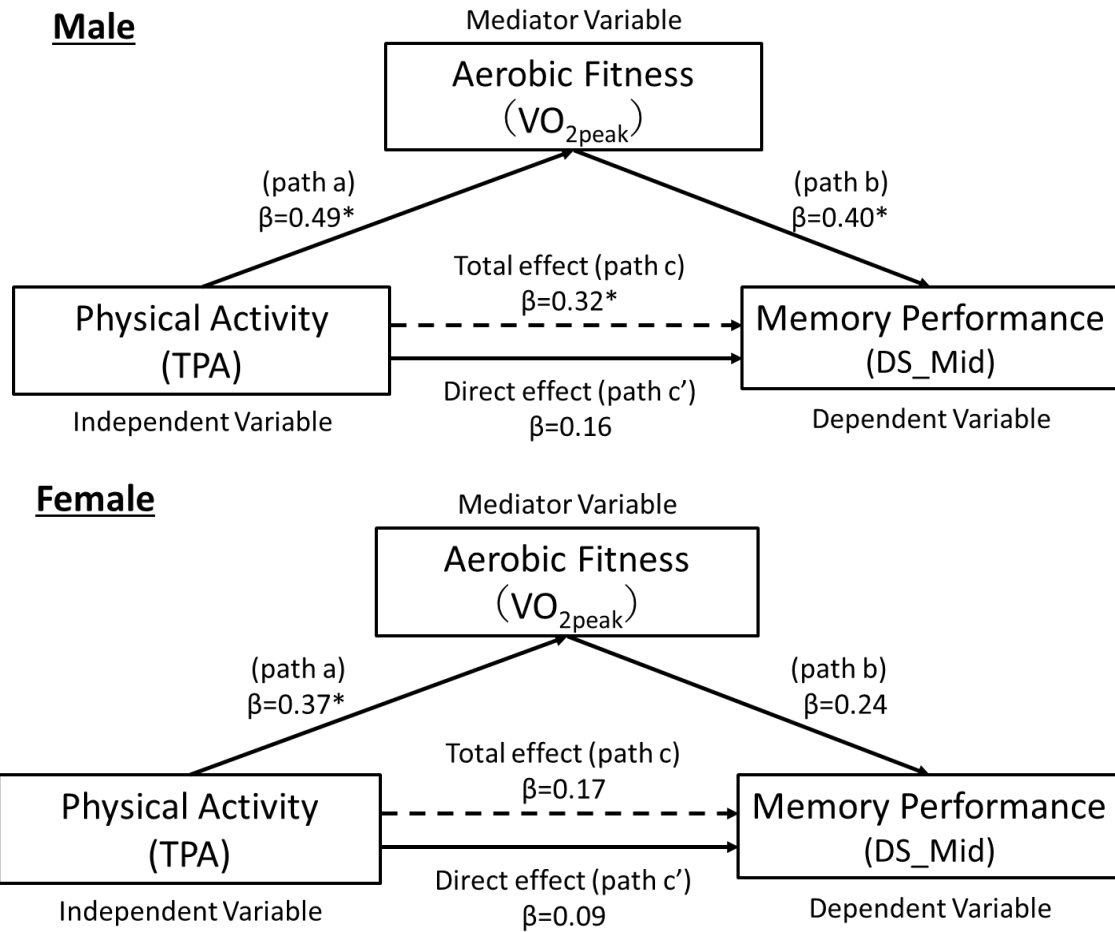 Male
Mediator Variable
Aerobic Fitness
（VO2peak）
(path a)
β=0.49*
(path b)
β=0.40*
Total effect (path c)
β=0.32*
Physical Activity
(TPA)
Independent Variable
Memory Performance
(DS_Mid)
Dependent Variable
Direct effect (path c’)
β=0.16
Female
Mediator Variable
Aerobic Fitness
（VO2peak）
(path a)
β=0.37*
(path b)
β=0.24
Total effect (path c)
β=0.17
Physical Activity
(TPA)
Independent Variable
Memory Performance
(DS_Mid)
Dependent Variable
Direct effect (path c’)
β=0.09